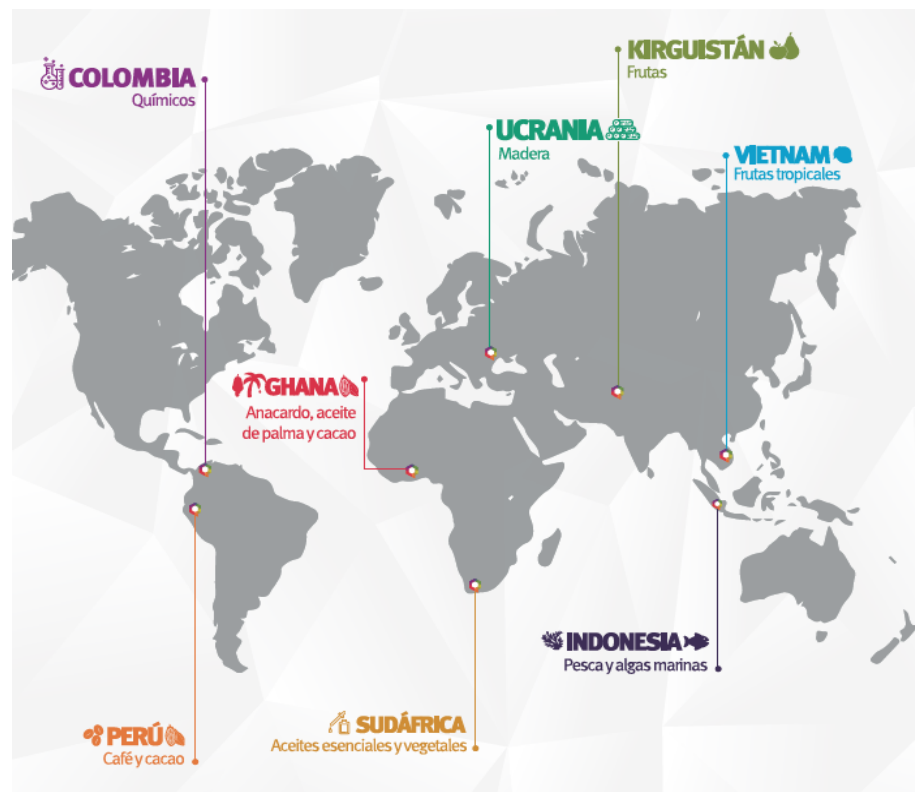 KIRGUISTÁN
Frutas
COLOMBIA
Químicos
UCRANIA
Madera
VIETNAM
Frutas tropicales
GHANA
Anacardo, aceite
de palma y cacao
INDONESIA
Pesca y algas marinas
SUDÁFRICA
Aceites esenciales y vegetales
PERÚ
Café y cacao